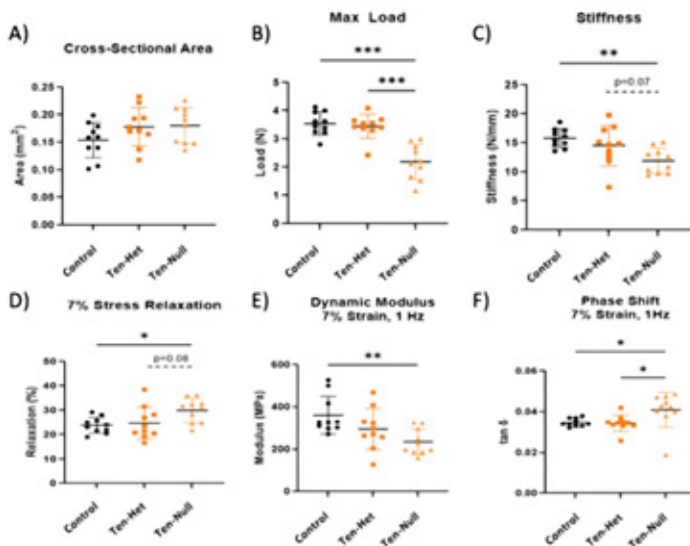 A)
Cross-Sectional Area
Area (mm²)
0.25
0.20
0.15
0.10
0.05
0.00
Control
Ten-Het
Ten-Null
B)
Max Load
***
***
Load (N)
5
4
3
2
1
0
Control
Ten-Het
Ten-Null
C)
Stiffness
**
p=0.07
Stiffness (N/mm)
25
20
15
10
5
0
Control
Ten-Het
Ten-Null
D)
7% Stress Relaxation
*
p=0.08
Relaxation (%)
50
40
30
20
10
0
Control
Ten-Het
Ten-Null
E)
Dynamic Modulus
7% Strain, 1 Hz
**
Modulus (MPa)
600
400
200
0
Control
Ten-Het
Ten-Null
F)
Phase Shift
7% Strain, 1Hz
*
*
tan δ
0.06
0.04
0.02
0.00
Control
Ten-Het
Ten-Null